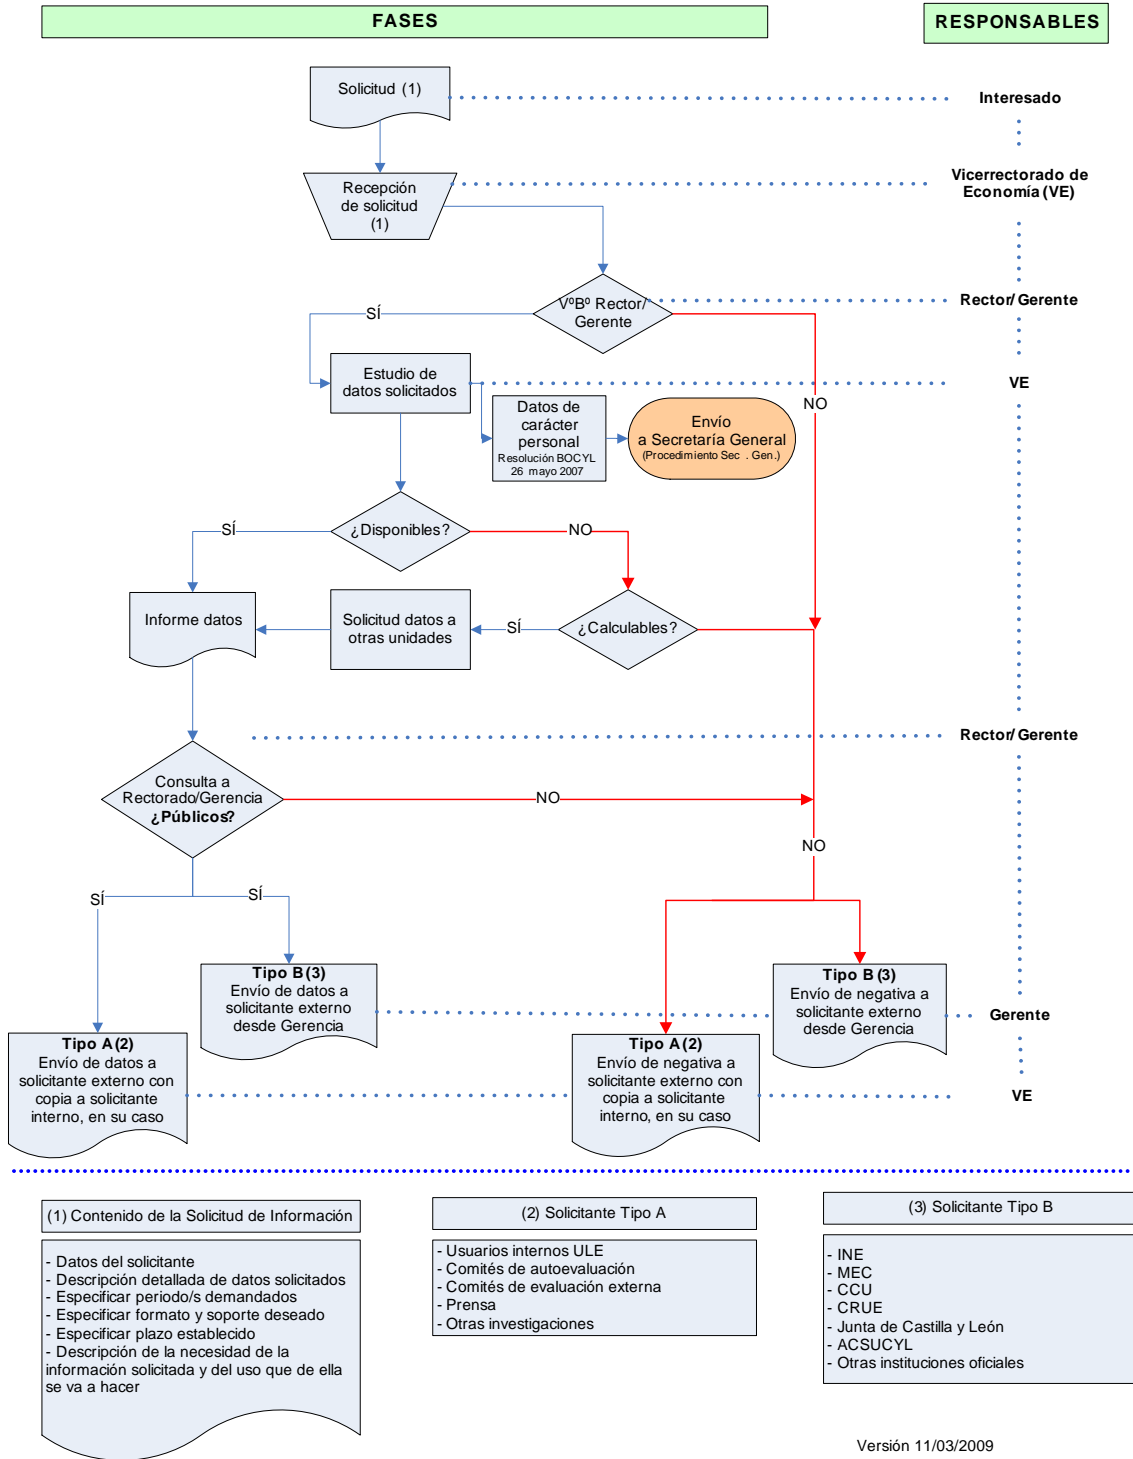 FASES
RESPONSABLES
Solicitud (1)
Interesado
Recepción
de solicitud
(1)
Vicerrectorado de
Economía (VE)
VºBº Rector/
Gerente
Rector/ Gerente
SÍ
NO
Estudio de
datos solicitados
VE
Datos de
carácter
personal
Resolución BOCYL
26 mayo 2007
Envío
a Secretaría General
(Procedimiento Sec . Gen.)
¿Disponibles?
SÍ
NO
Informe datos
Solicitud datos a
otras unidades
SÍ
¿Calculables?
Rector/ Gerente
Consulta a
Rectorado/Gerencia
¿Públicos?
NO
NO
SÍ
SÍ
Tipo B (3)
Envío de datos a
solicitante externo
desde Gerencia
Tipo B (3)
Envío de negativa a
solicitante externo
desde Gerencia
Gerente
Tipo A (2)
Envío de datos a
solicitante externo con
copia a solicitante
interno, en su caso
Tipo A (2)
Envío de negativa a
solicitante externo con
copia a solicitante
interno, en su caso
VE
(1) Contenido de la Solicitud de Información
- Datos del solicitante
- Descripción detallada de datos solicitados
- Especificar periodo/s demandados
- Especificar formato y soporte deseado
- Especificar plazo establecido
- Descripción de la necesidad de la
información solicitada y del uso que de ella
se va a hacer
(2) Solicitante Tipo A
- Usuarios internos ULE
- Comités de autoevaluación
- Comités de evaluación externa
- Prensa
- Otras investigaciones
(3) Solicitante Tipo B
- INE
- MEC
- CCU
- CRUE
- Junta de Castilla y León
- ACSUCYL
- Otras instituciones oficiales
Versión 11/03/2009